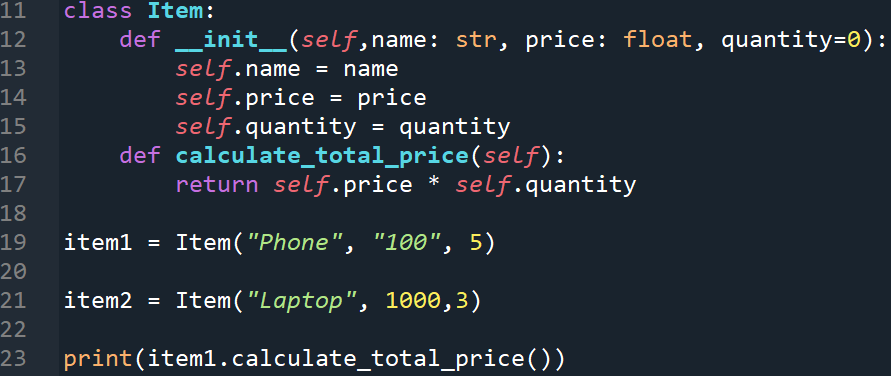 11 class Item:
12     def __init__(self,name: str, price: float, quantity=0):
13         self.name = name
14         self.price = price
15         self.quantity = quantity
16     def calculate_total_price(self):
17         return self.price * self.quantity
18
19 item1 = Item("Phone", "100", 5)
20
21 item2 = Item("Laptop", 1000,3)
22
23 print(item1.calculate_total_price())